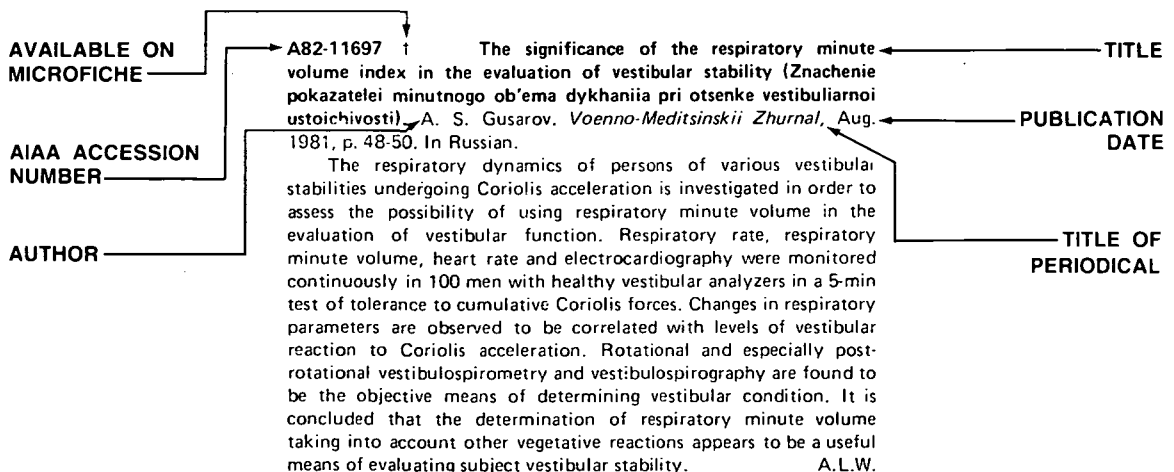 AVAILABLE ON
MICROFICHE
AIAA ACCESSION
NUMBER
AUTHOR
A82-11697 † The significance of the respiratory minute
volume index in the evaluation of vestibular stability (Znachenie
pokazatelei minutnogo ob'ema dykhaniia pri otsenke vestibuliarnoi
ustoichivosti). A. S. Gusarov. Voenno-Meditsinskii Zhurnal, Aug.
1981, p. 48-50. In Russian.
The respiratory dynamics of persons of various vestibular
stabilities undergoing Coriolis acceleration is investigated in order to
assess the possibility of using respiratory minute volume in the
evaluation of vestibular function. Respiratory rate, respiratory
minute volume, heart rate and electrocardiography were monitored
continuously in 100 men with healthy vestibular analyzers in a 5-min
test of tolerance to cumulative Coriolis forces. Changes in respiratory
parameters are observed to be correlated with levels of vestibular
reaction to Coriolis acceleration. Rotational and especially post-
rotational vestibulospirometry and vestibulospirography are found to
be the objective means of determining vestibular condition. It is
concluded that the determination of respiratory minute volume
taking into account other vegetative reactions appears to be a useful
means of evaluating subject vestibular stability. A.L.W.
TITLE
PUBLICATION
DATE
TITLE OF
PERIODICAL